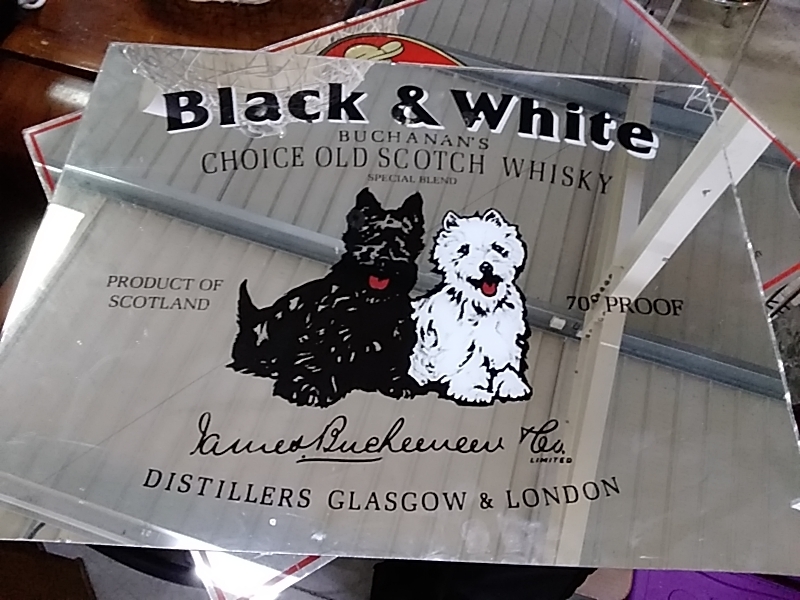 Black & White
BUCHANAN'S
CHOICE OLD SCOTCH WHISKY
SPECIAL BLEND
PRODUCT OF
SCOTLAND
70° PROOF
James Buchanan & Co.
LIMITED
DISTILLERS GLASGOW & LONDON